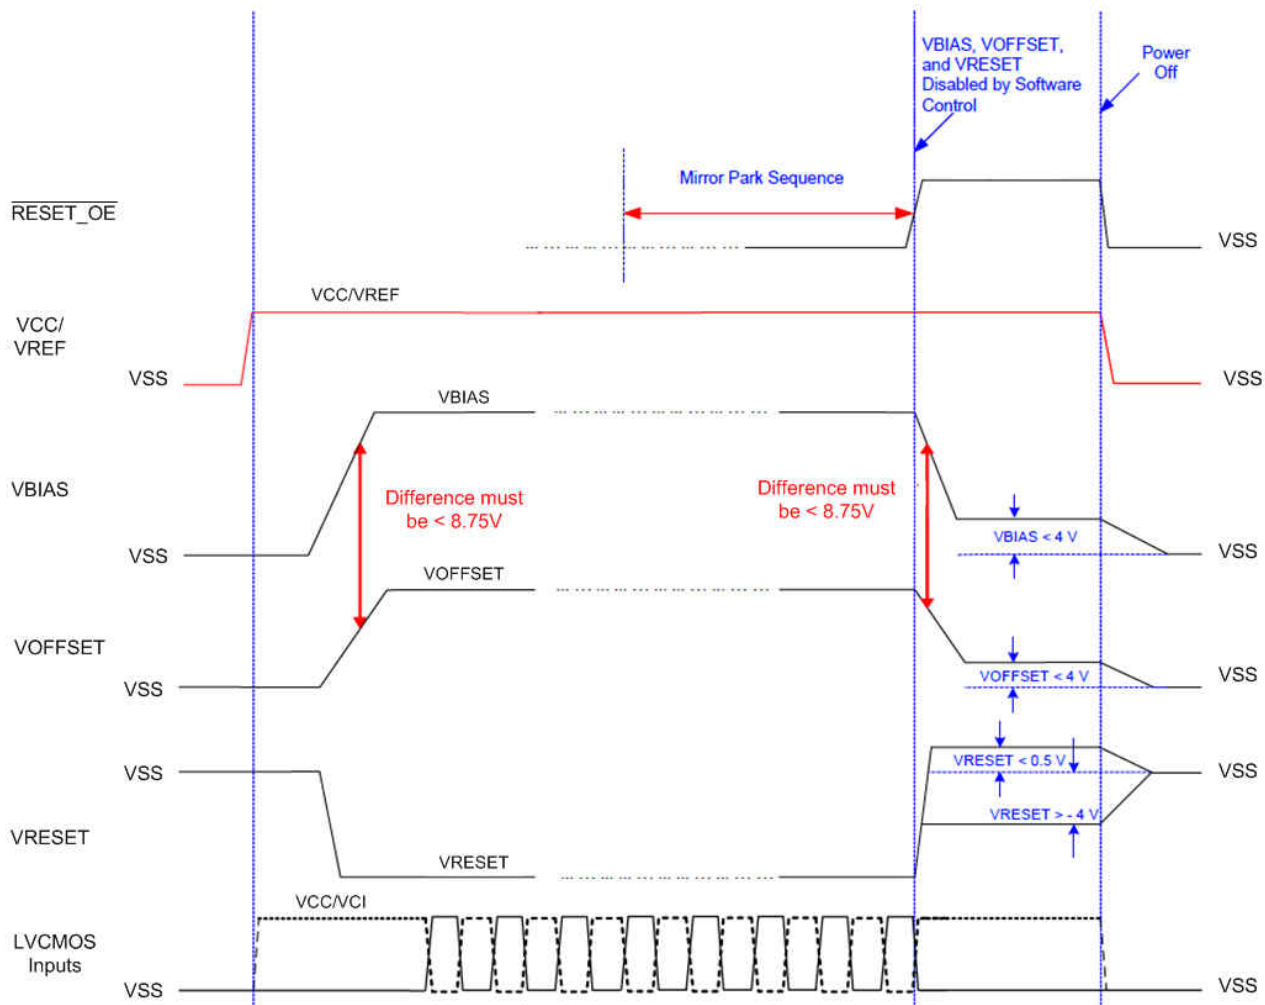 VBIAS, VOFFSET,
and VRESET
Disabled by Software
Control
Power
Off
Mirror Park Sequence
RESET_OE
VSS
VCC/VREF
VCC/
VREF
VSS
VSS
VBIAS
VBIAS
Difference must
be < 8.75V
Difference must
be < 8.75V
VBIAS < 4 V
VSS
VSS
VOFFSET
VOFFSET
VOFFSET < 4 V
VSS
VSS
VSS
VRESET < 0.5 V
VSS
VRESET > - 4 V
VRESET
VRESET
VCC/VCI
LVCMOS
Inputs
VSS
VSS